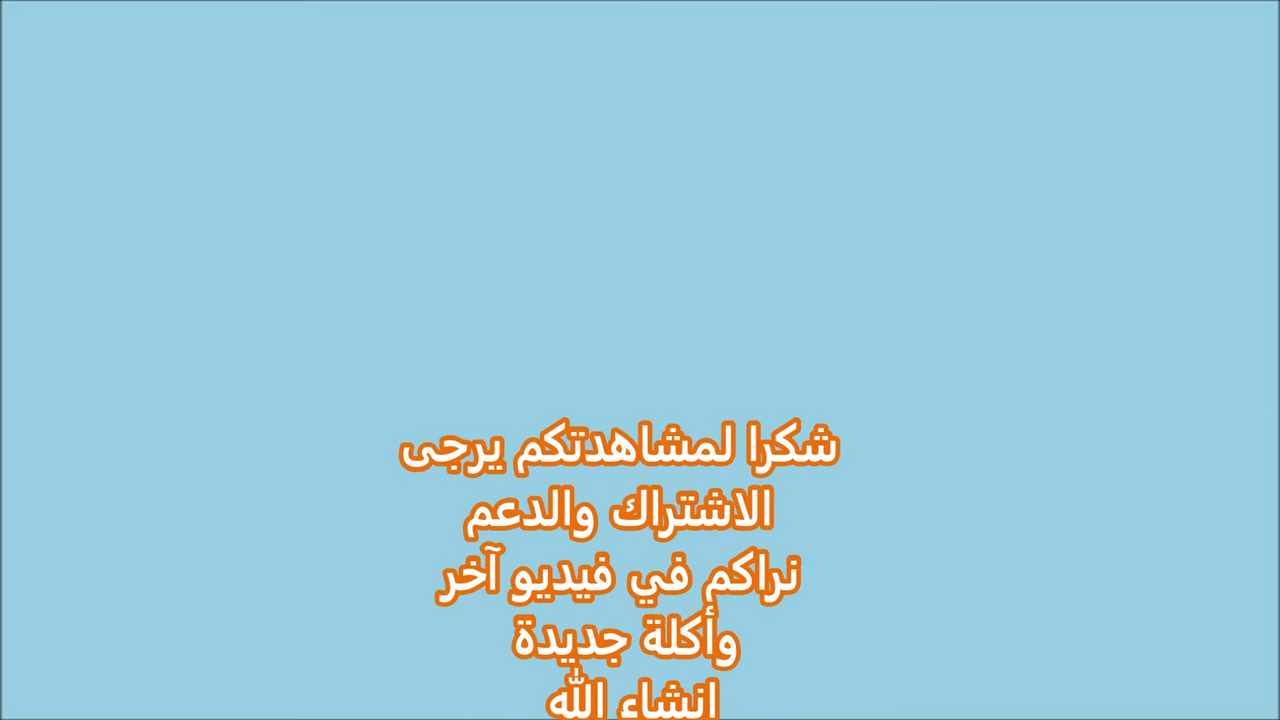 شكرا لمشاهدتكم يرجى
الاشتراك والدعم
نراكم في فيديو آخر
وأكلة جديدة
انشاء الله